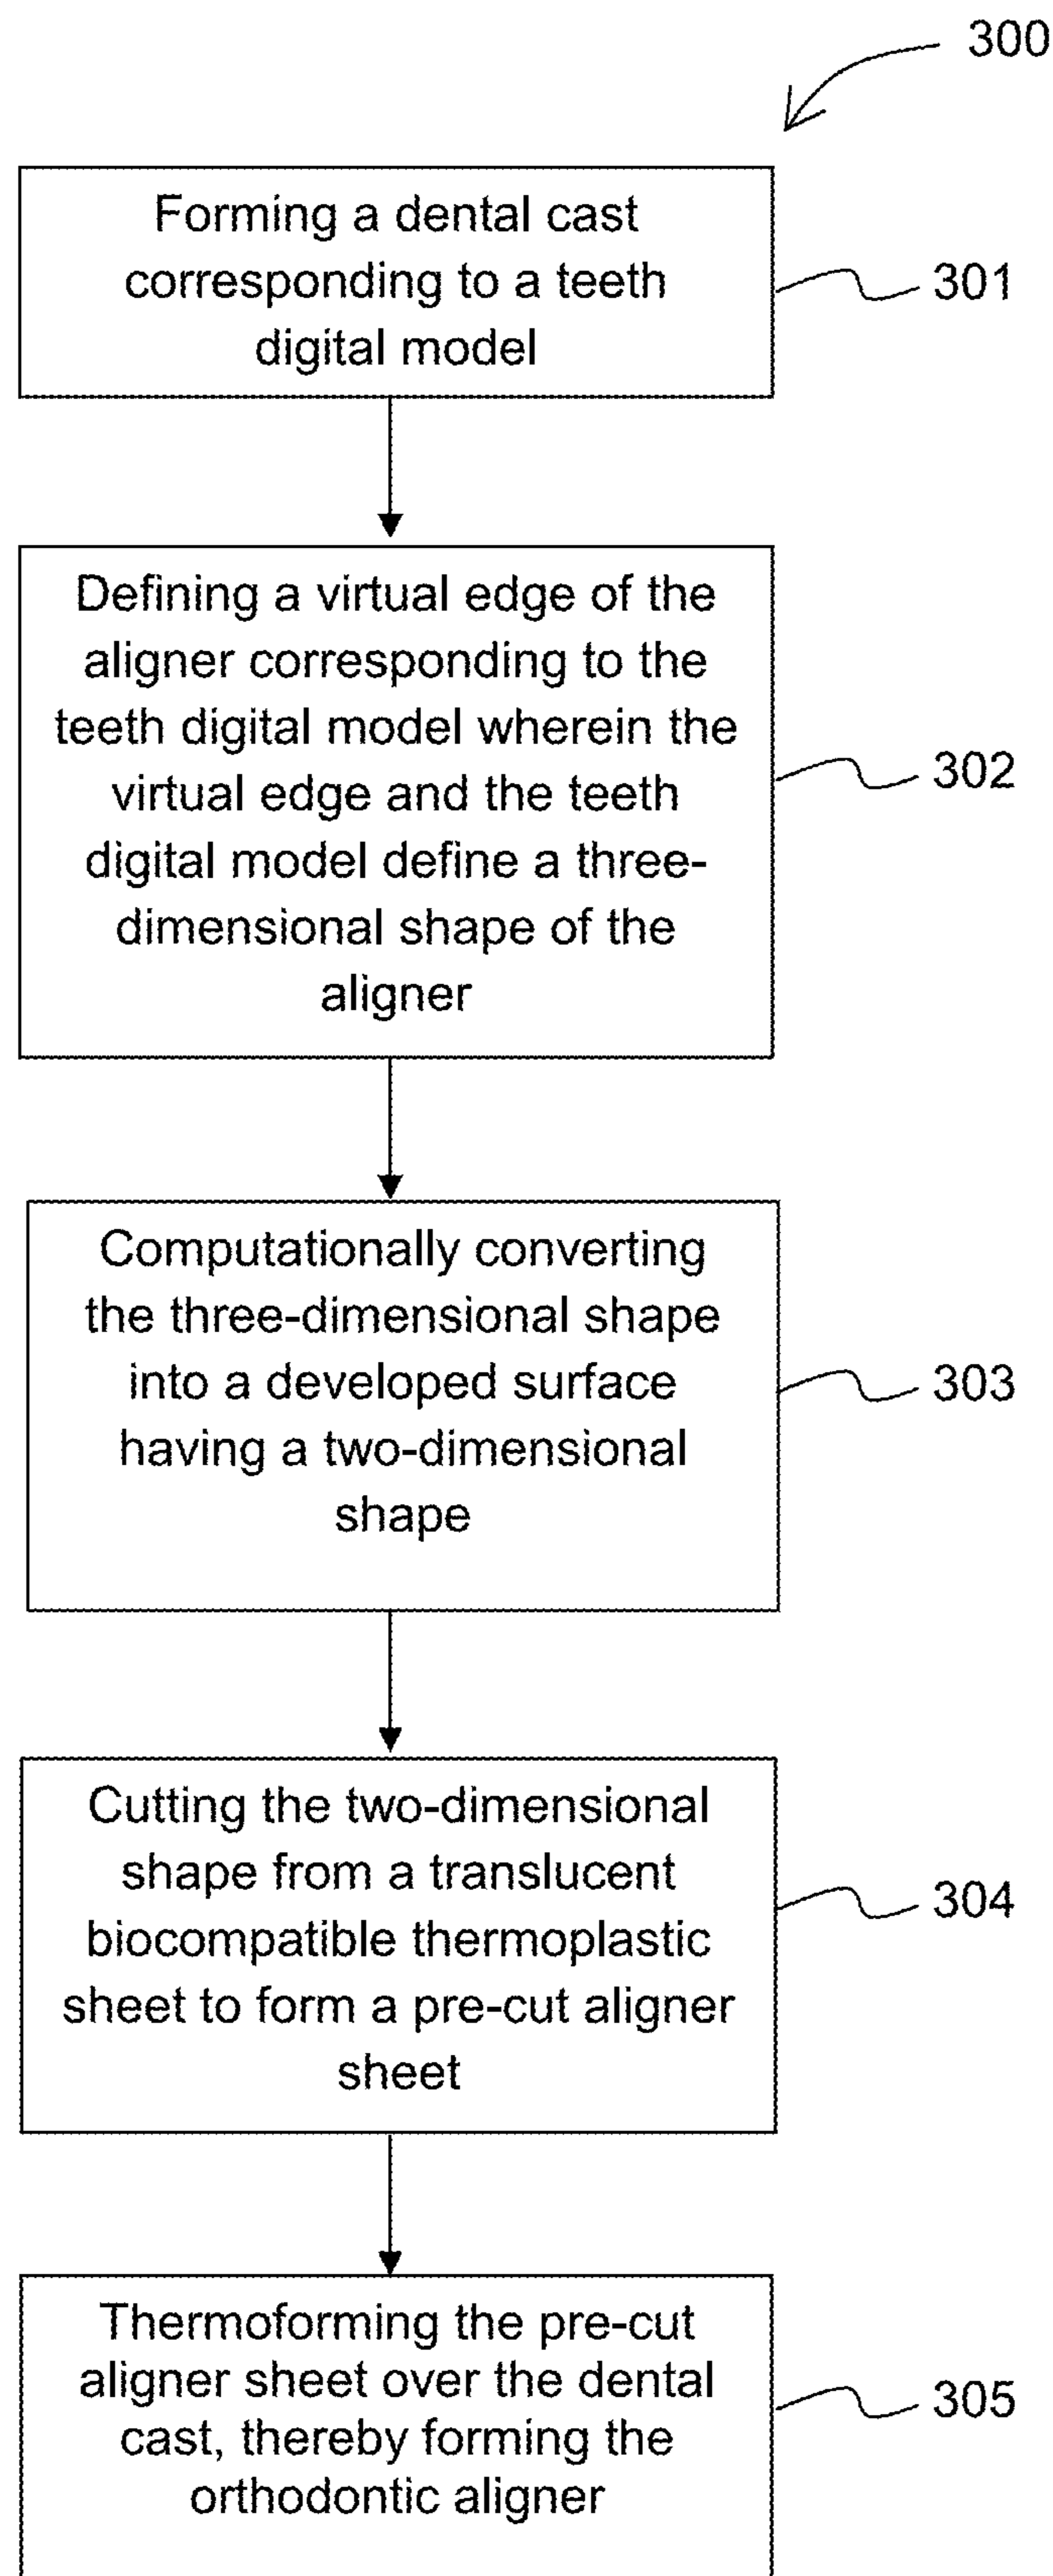 300
Forming a dental cast
corresponding to a teeth
digital model
301
Defining a virtual edge of the
aligner corresponding to the
teeth digital model wherein the
virtual edge and the teeth
digital model define a three-
dimensional shape of the
aligner
302
Computationally converting
the three-dimensional shape
into a developed surface
having a two-dimensional
shape
303
Cutting the two-dimensional
shape from a translucent
biocompatible thermoplastic
sheet to form a pre-cut aligner
sheet
304
Thermoforming the pre-cut
aligner sheet over the dental
cast, thereby forming the
orthodontic aligner
305